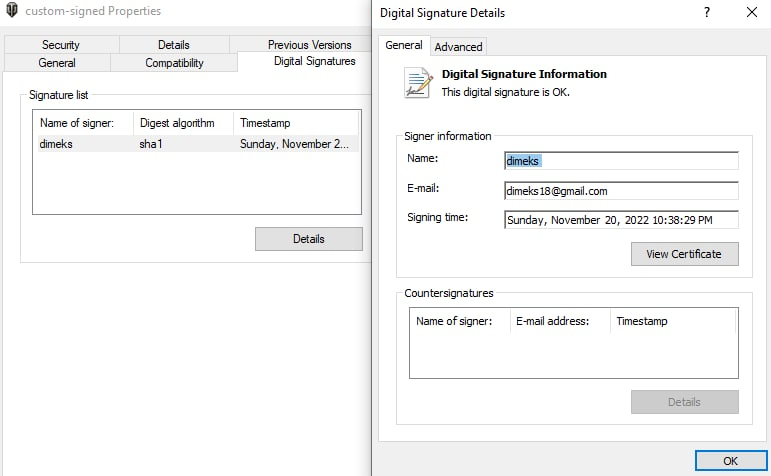 custom-signed Properties
Security Details Previous Versions
General Compatibility Digital Signatures
Signature list
Name of signer: Digest algorithm Timestamp
dimeks sha1 Sunday, November 2...
Details
Digital Signature Details ?
General Advanced
Digital Signature Information
This digital signature is OK.
Signer information
Name: dimeks
E-mail: dimeks18@gmail.com
Signing time: Sunday, November 20, 2022 10:38:29 PM
View Certificate
Countersignatures
Name of signer: E-mail address: Timestamp
Details
OK